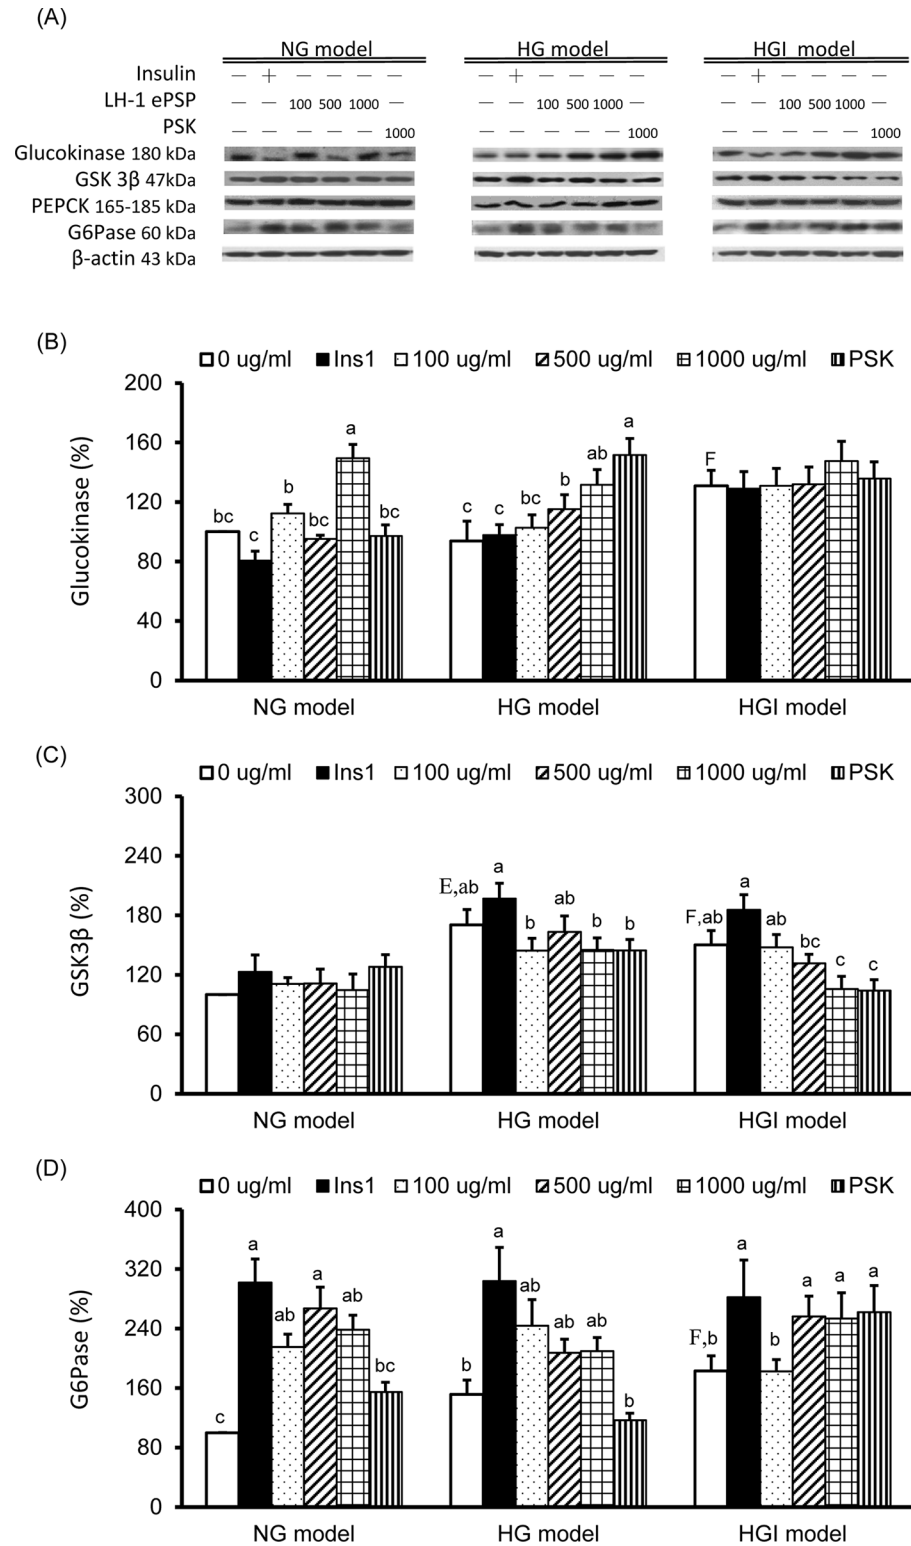 (A)
NG model HG model HGI model
Insulin — + — — — — — + — — — — — + — — — —
LH-1 ePSP — — 100 500 1000 — — — 100 500 1000 — — — 100 500 1000 —
PSK — — — — — 1000 — — — — — 1000 — — — — — 1000
Glucokinase 180 kDa
GSK 3β 47kDa
PEPCK 165-185 kDa
G6Pase 60 kDa
β-actin 43 kDa
(B)
0 ug/ml Ins1 100 ug/ml 500 ug/ml 1000 ug/ml PSK
Glucokinase (%)
200
160
120
80
40
0
bc c b bc a bc
c c bc b ab a
F
NG model HG model HGI model
(C)
0 ug/ml Ins1 100 ug/ml 500 ug/ml 1000 ug/ml PSK
GSK3β (%)
300
240
180
120
60
0
E,ab a b ab b b
F,ab a ab bc c c
NG model HG model HGI model
(D)
0 ug/ml Ins1 100 ug/ml 500 ug/ml 1000 ug/ml PSK
G6Pase (%)
400
320
240
160
80
0
c a ab a ab bc
b a ab ab ab b
F,b a b a a a
NG model HG model HGI model